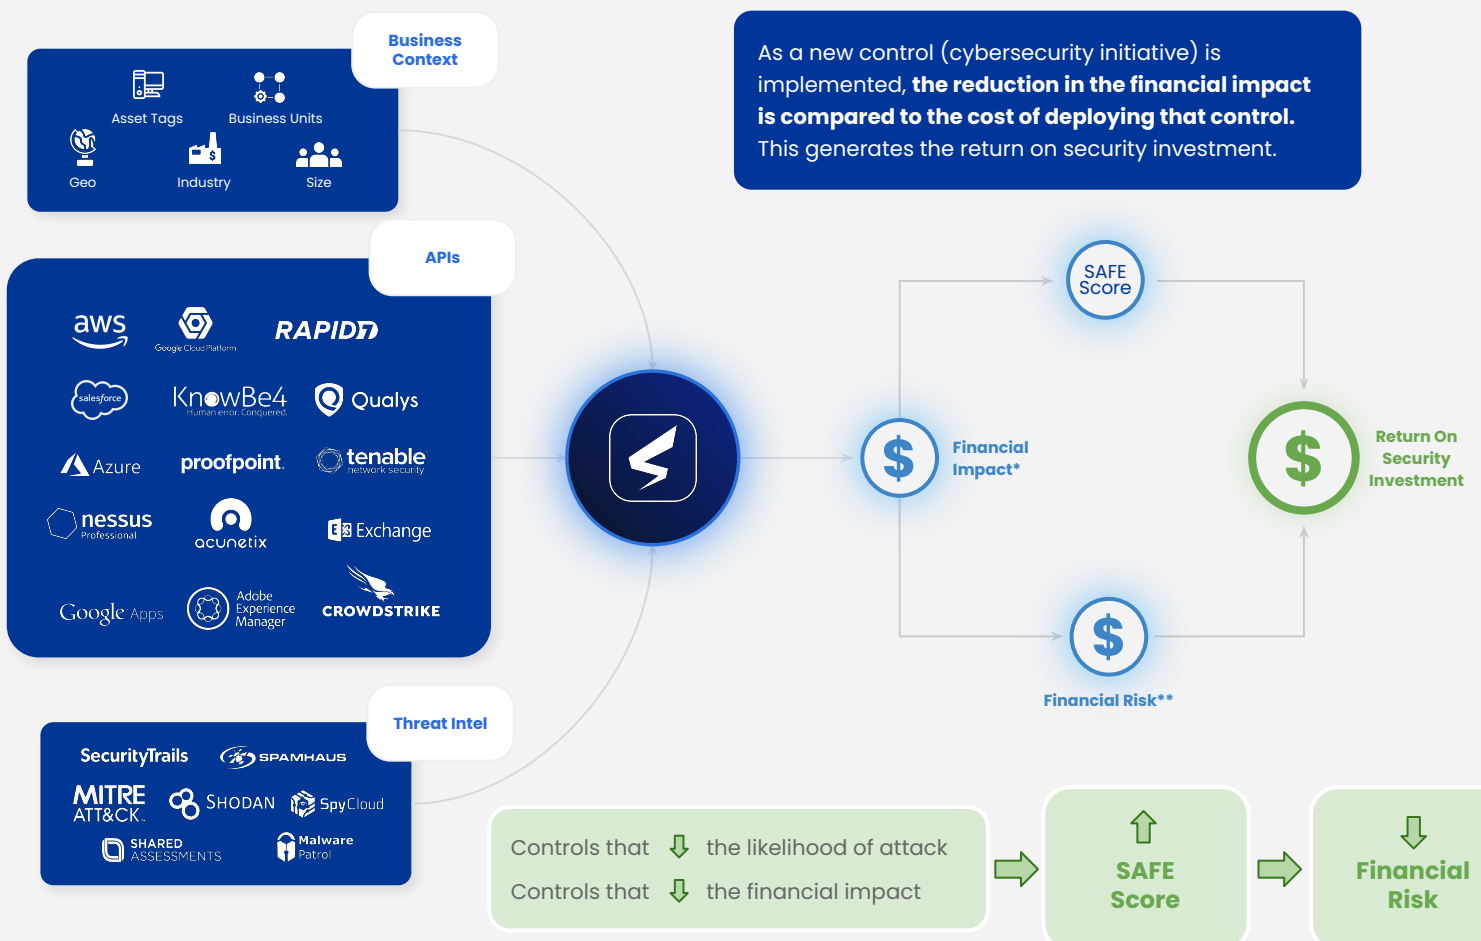 Business
Context
Asset Tags
Business Units
Geo
Industry
Size
As a new control (cybersecurity initiative) is
implemented, the reduction in the financial impact
is compared to the cost of deploying that control.
This generates the return on security investment.
APIs
aws
Google Cloud Platform
RAPID7
salesforce
KnowBe4
Human error. Conquered.
Qualys
Azure
proofpoint.
tenable
network security
nessus
Professional
acunetix
Exchange
Google Apps
Adobe
Experience
Manager
CROWDSTRIKE
Threat Intel
SecurityTrails
SPAMHAUS
MITRE
ATT&CK™
SHODAN
SpyCloud
SHARED
ASSESSMENTS
Malware
Patrol
SAFE
Score
$
Financial
Impact*
$
Return On
Security
Investment
$
Financial Risk**
Controls that the likelihood of attack
Controls that the financial impact
SAFE
Score
Financial
Risk